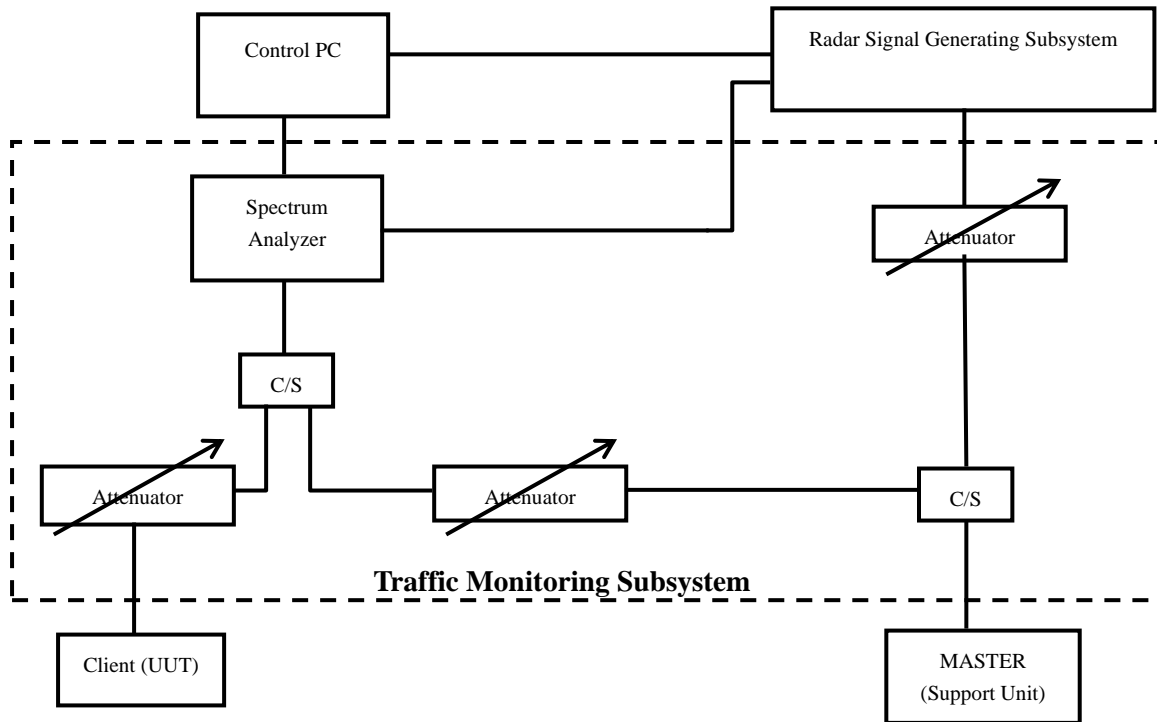 Control PC
Radar Signal Generating Subsystem
Spectrum
Analyzer
Attenuator
C/S
Attenuator
Attenuator
C/S
Traffic Monitoring Subsystem
Client (UUT)
MASTER
(Support Unit)